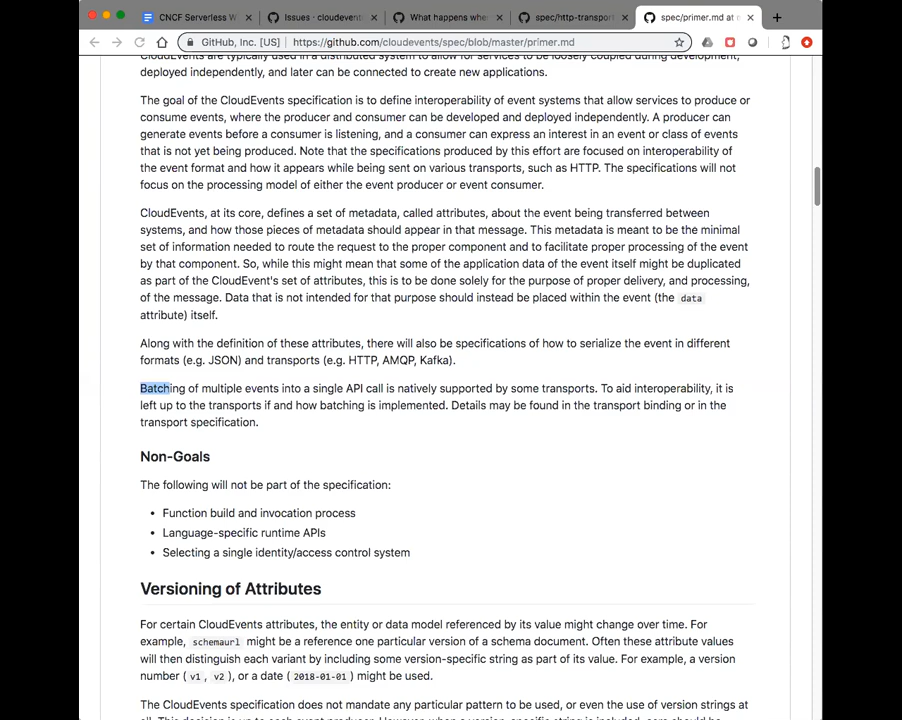 CNCF Serverless W
Issues · cloudevent
What happens whe
spec/http-transpor
spec/primer.md at
GitHub, Inc. [US] | https://github.com/cloudevents/spec/blob/master/primer.md
CloudEvents are typically used in a distributed system to allow for services to be loosely coupled during development,
deployed independently, and later can be connected to create new applications.
The goal of the CloudEvents specification is to define interoperability of event systems that allow services to produce or
consume events, where the producer and consumer can be developed and deployed independently. A producer can
generate events before a consumer is listening, and a consumer can express an interest in an event or class of events
that is not yet being produced. Note that the specifications produced by this effort are focused on interoperability of
the event format and how it appears while being sent on various transports, such as HTTP. The specifications will not
focus on the processing model of either the event producer or event consumer.
CloudEvents, at its core, defines a set of metadata, called attributes, about the event being transferred between
systems, and how those pieces of metadata should appear in that message. This metadata is meant to be the minimal
set of information needed to route the request to the proper component and to facilitate proper processing of the event
by that component. So, while this might mean that some of the application data of the event itself might be duplicated
as part of the CloudEvent's set of attributes, this is to be done solely for the purpose of proper delivery, and processing,
of the message. Data that is not intended for that purpose should instead be placed within the event (the data
attribute) itself.
Along with the definition of these attributes, there will also be specifications of how to serialize the event in different
formats (e.g. JSON) and transports (e.g. HTTP, AMQP, Kafka).
Batching of multiple events into a single API call is natively supported by some transports. To aid interoperability, it is
left up to the transports if and how batching is implemented. Details may be found in the transport binding or in the
transport specification.
Non-Goals
The following will not be part of the specification:
• Function build and invocation process
• Language-specific runtime APIs
• Selecting a single identity/access control system
Versioning of Attributes
For certain CloudEvents attributes, the entity or data model referenced by its value might change over time. For
example, schemaurl might be a reference one particular version of a schema document. Often these attribute values
will then distinguish each variant by including some version-specific string as part of its value. For example, a version
number ( v1 , v2 ), or a date ( 2018-01-01 ) might be used.
The CloudEvents specification does not mandate any particular pattern to be used, or even the use of version strings at